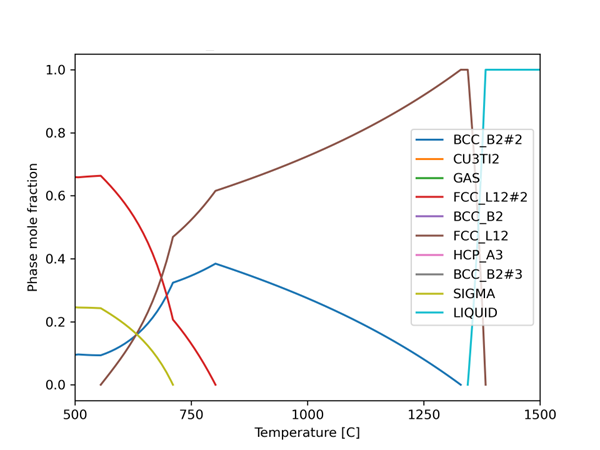 1.0
0.8
0.6
0.4
0.2
0.0
Phase mole fraction
BCC_B2#2
CU3TI2
GAS
FCC_L12#2
BCC_B2
FCC_L12
HCP_A3
BCC_B2#3
SIGMA
LIQUID
500 750 1000 1250 1500
Temperature [C]